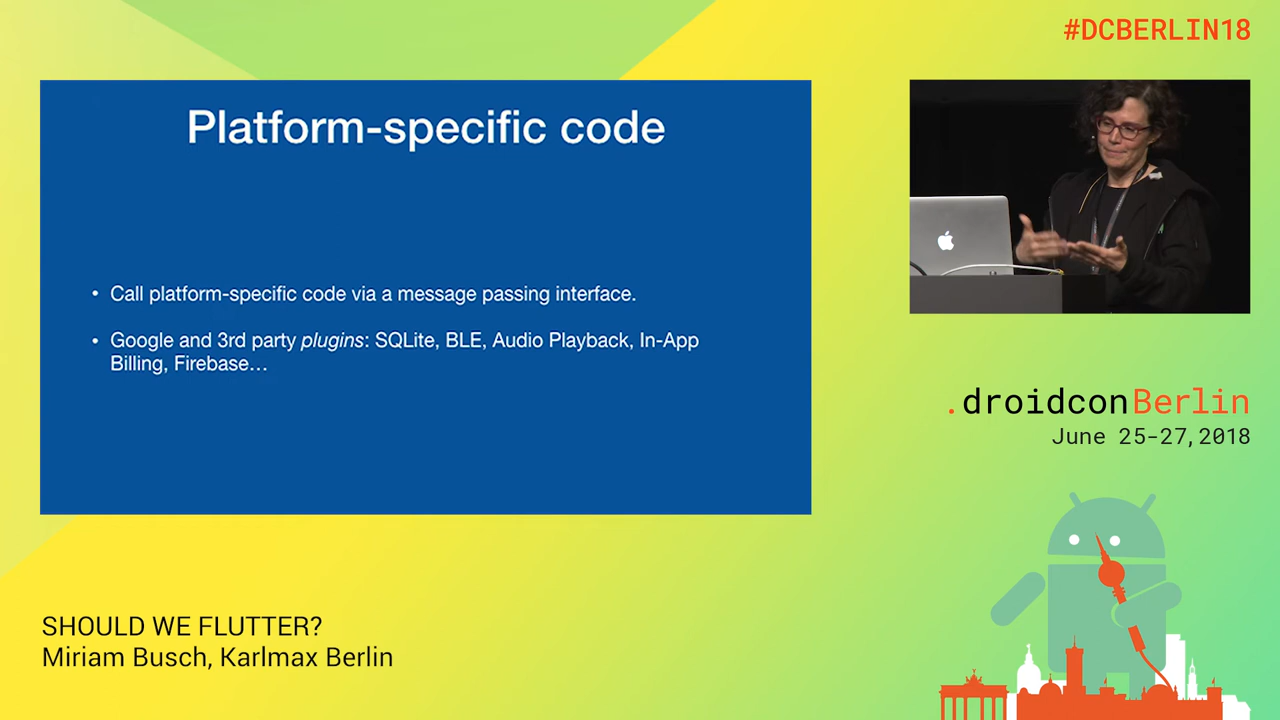 #DCBERLIN18
Platform-specific code
• Call platform-specific code via a message passing interface.
• Google and 3rd party plugins: SQLite, BLE, Audio Playback, In-App
Billing, Firebase…
.droidconBerlin
June 25-27, 2018
SHOULD WE FLUTTER?
Miriam Busch, Karlmax Berlin